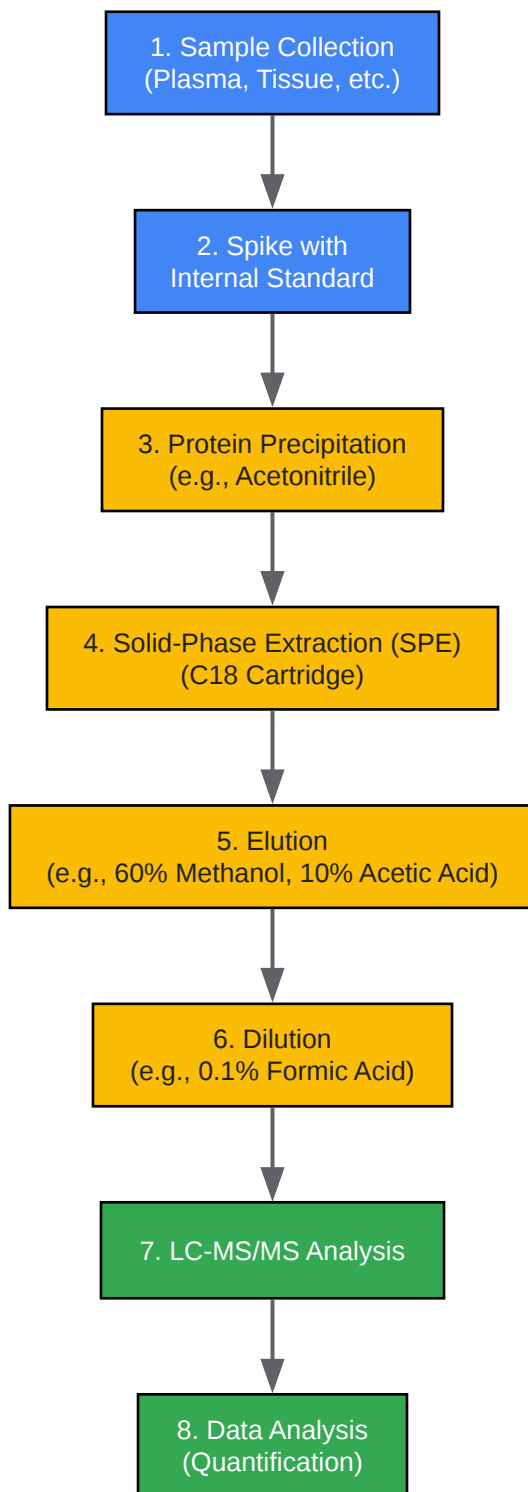 1. Sample Collection
(Plasma, Tissue, etc.)
2. Spike with
Internal Standard
3. Protein Precipitation
(e.g., Acetonitrile)
4. Solid-Phase Extraction (SPE)
(C18 Cartridge)
5. Elution
(e.g., 60% Methanol, 10% Acetic Acid)
6. Dilution
(e.g., 0.1% Formic Acid)
7. LC-MS/MS Analysis
8. Data Analysis
(Quantification)